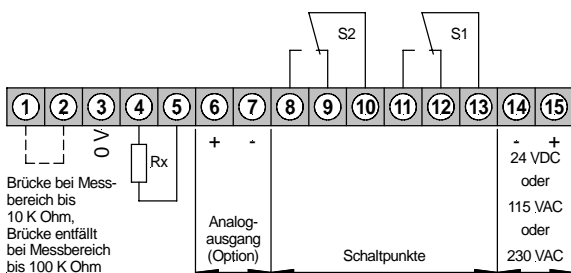 S2
S1
1 2 3 4 5 6 7 8 9 10 11 12 13 14 15
0 V
Rx
+ - - +
Brücke bei Mess-
bereich bis
10 K Ohm,
Brücke entfällt
bei Messbereich
bis 100 K Ohm
Analog-
ausgang
(Option)
Schaltpunkte
24 VDC
oder
115 VAC
oder
230 VAC